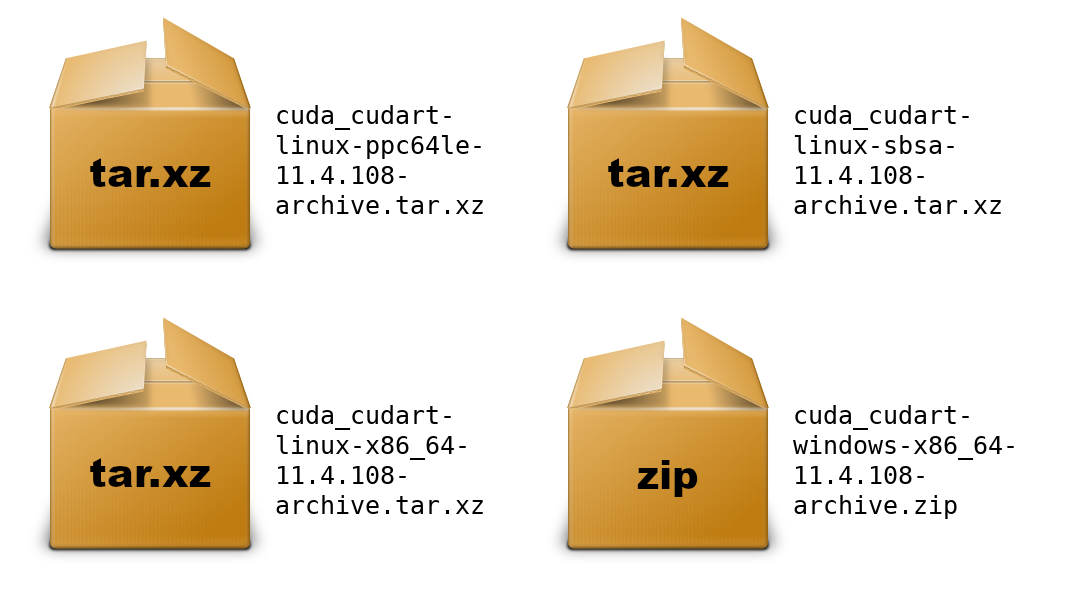 tar.xz
cuda_cudart-
linux-ppc64le-
11.4.108-
archive.tar.xz
tar.xz
cuda_cudart-
linux-sbsa-
11.4.108-
archive.tar.xz
tar.xz
cuda_cudart-
linux-x86_64-
11.4.108-
archive.tar.xz
zip
cuda_cudart-
windows-x86_64-
11.4.108-
archive.zip